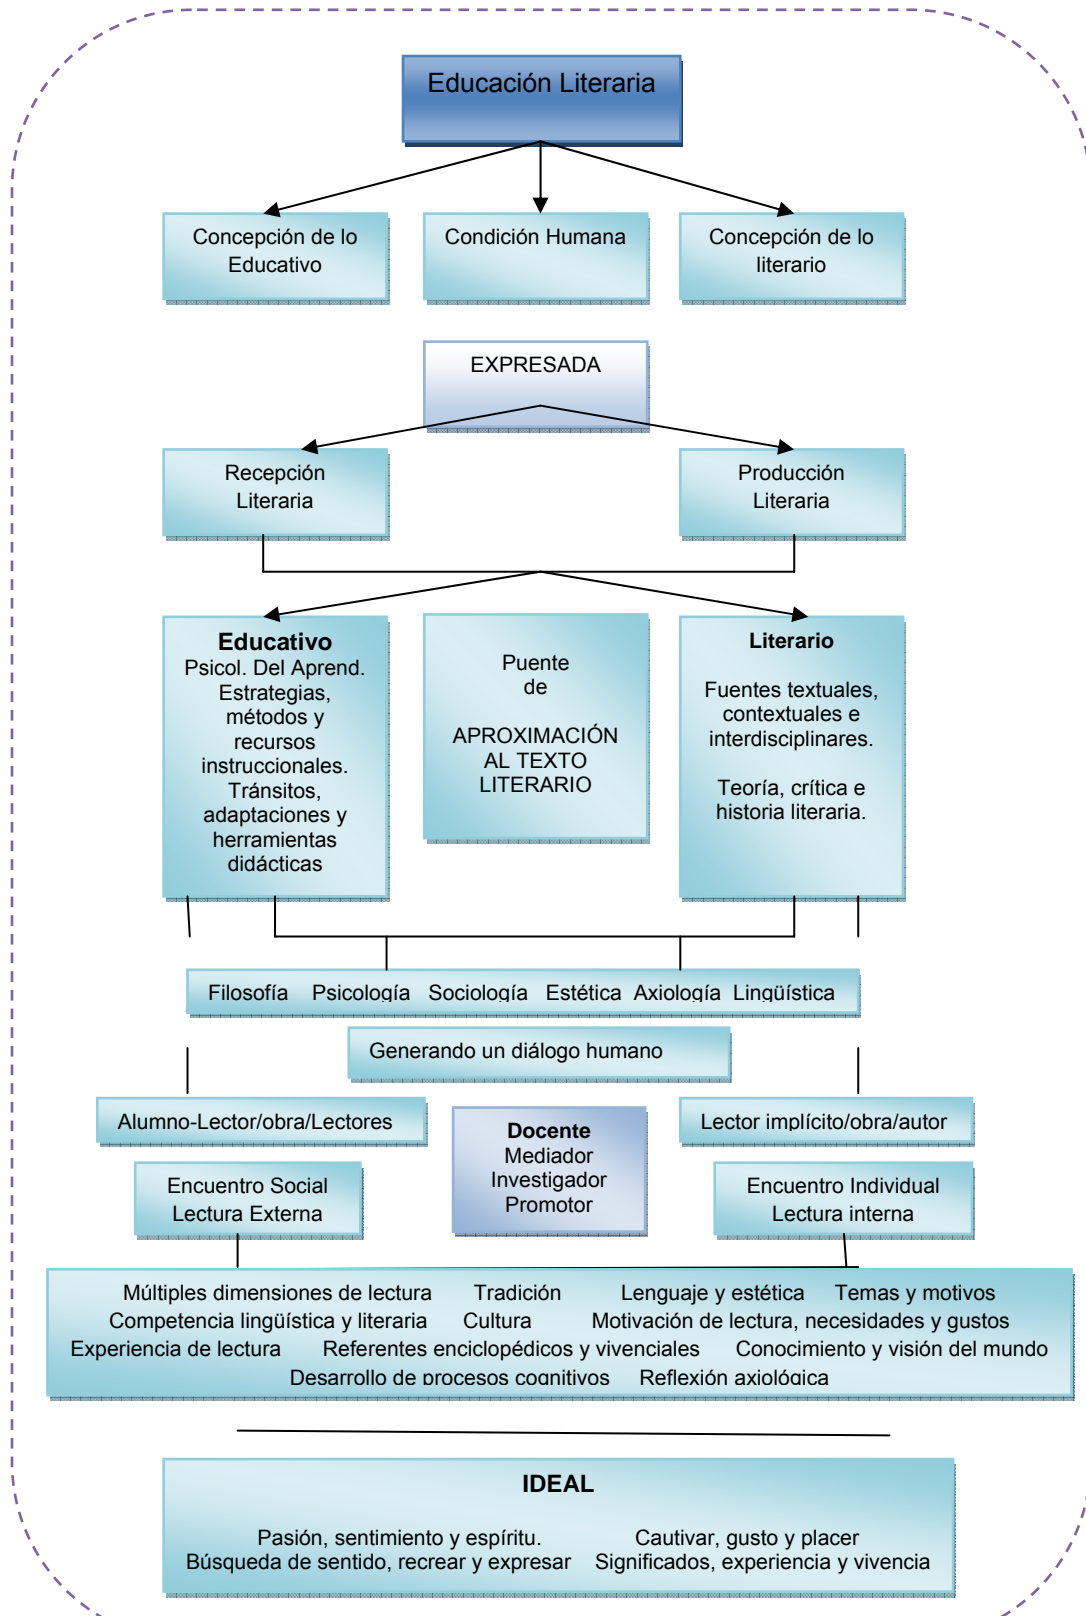 Educación Literaria
Concepción de lo
Educativo
Condición Humana
Concepción de lo
literario
EXPRESADA
Recepción
Literaria
Producción
Literaria
Educativo
Psicol. Del Aprend.
Estrategias,
métodos y
recursos
instruccionales.
Tránsitos,
adaptaciones y
herramientas
didácticas
Puente
de
APROXIMACIÓN
AL TEXTO
LITERARIO
Literario
Fuentes textuales,
contextuales e
interdisciplinares.
Teoría, crítica e
historia literaria.
Filosofía Psicología Sociología Estética Axiología Lingüística
Generando un diálogo humano
Alumno-Lector/obra/Lectores
Docente
Mediador
Investigador
Promotor
Lector implícito/obra/autor
Encuentro Social
Lectura Externa
Encuentro Individual
Lectura interna
Múltiples dimensiones de lectura Tradición Lenguaje y estética Temas y motivos
Competencia lingüística y literaria Cultura Motivación de lectura, necesidades y gustos
Experiencia de lectura Referentes enciclopédicos y vivenciales Conocimiento y visión del mundo
Desarrollo de procesos cognitivos Reflexión axiológica
IDEAL
Pasión, sentimiento y espíritu. Cautivar, gusto y placer
Búsqueda de sentido, recrear y expresar Significados, experiencia y vivencia